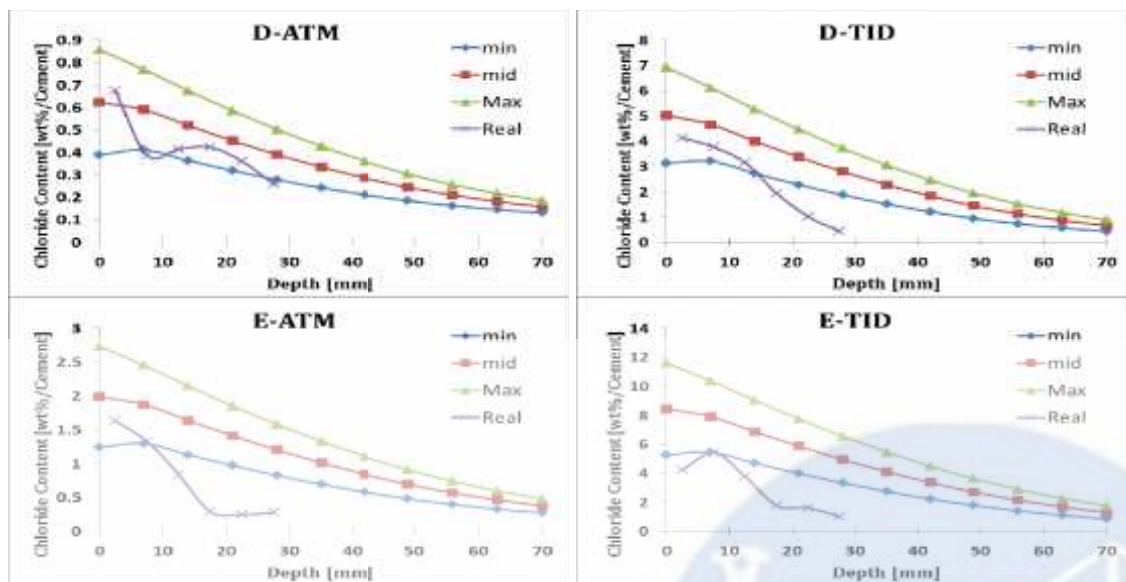 D-ATM
Chloride Content [wt%/Cement]
0.9
0.8
0.7
0.6
0.5
0.4
0.3
0.2
0.1
0
0 10 20 30 40 50 60 70
Depth [mm]
min
mid
Max
Real
D-TID
Chloride Content [wt%/Cement]
8
7
6
5
4
3
2
1
0
0 10 20 30 40 50 60 70
Depth [mm]
min
mid
Max
Real
E-ATM
Chloride Content [wt%/Cement]
3
2.5
2
1.5
1
0.5
0
0 10 20 30 40 50 60 70
Depth [mm]
min
mid
Max
Real
E-TID
Chloride Content [wt%/Cement]
14
12
10
8
6
4
2
0
0 10 20 30 40 50 60 70
Depth [mm]
min
mid
Max
Real